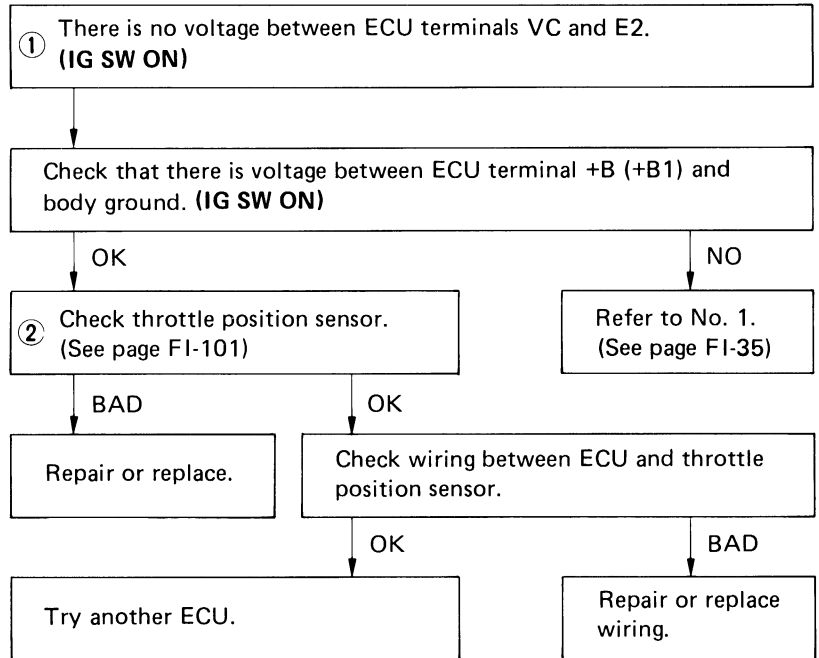 ① There is no voltage between ECU terminals VC and E2.
(IG SW ON)
Check that there is voltage between ECU terminal +B (+B1) and
body ground. (IG SW ON)
OK
NO
② Check throttle position sensor.
(See page FI-101)
Refer to No. 1.
(See page FI-35)
BAD
OK
Repair or replace.
Check wiring between ECU and throttle
position sensor.
OK
BAD
Try another ECU.
Repair or replace
wiring.